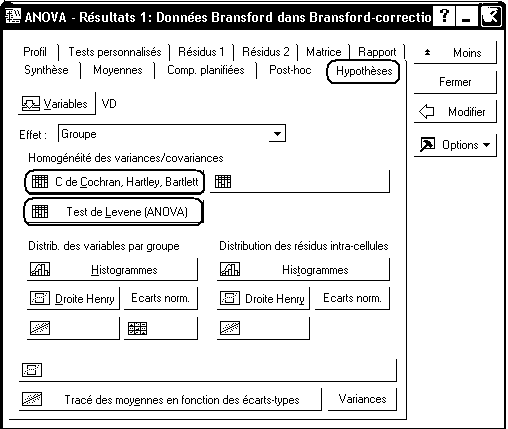 ANOVA - Résultats 1: Données Bransford dans Bransford-correctio
Profil Tests personnalisés Résidus 1 Résidus 2 Matrice Rapport
Synthèse Moyennes Comp. planifiées Post-hoc Hypothèses
Moins
Fermer
Modifier
Options
Variables VD
Effet : Groupe
Homogénéité des variances/covariances
C de Cochran, Hartley, Bartlett
Test de Levene (ANOVA)
Distrib. des variables par groupe Distribution des résidus intra-cellules
Histogrammes Histogrammes
Droite Henry Ecarts norm. Droite Henry Ecarts norm.
Tracé des moyennes en fonction des écarts-types Variances